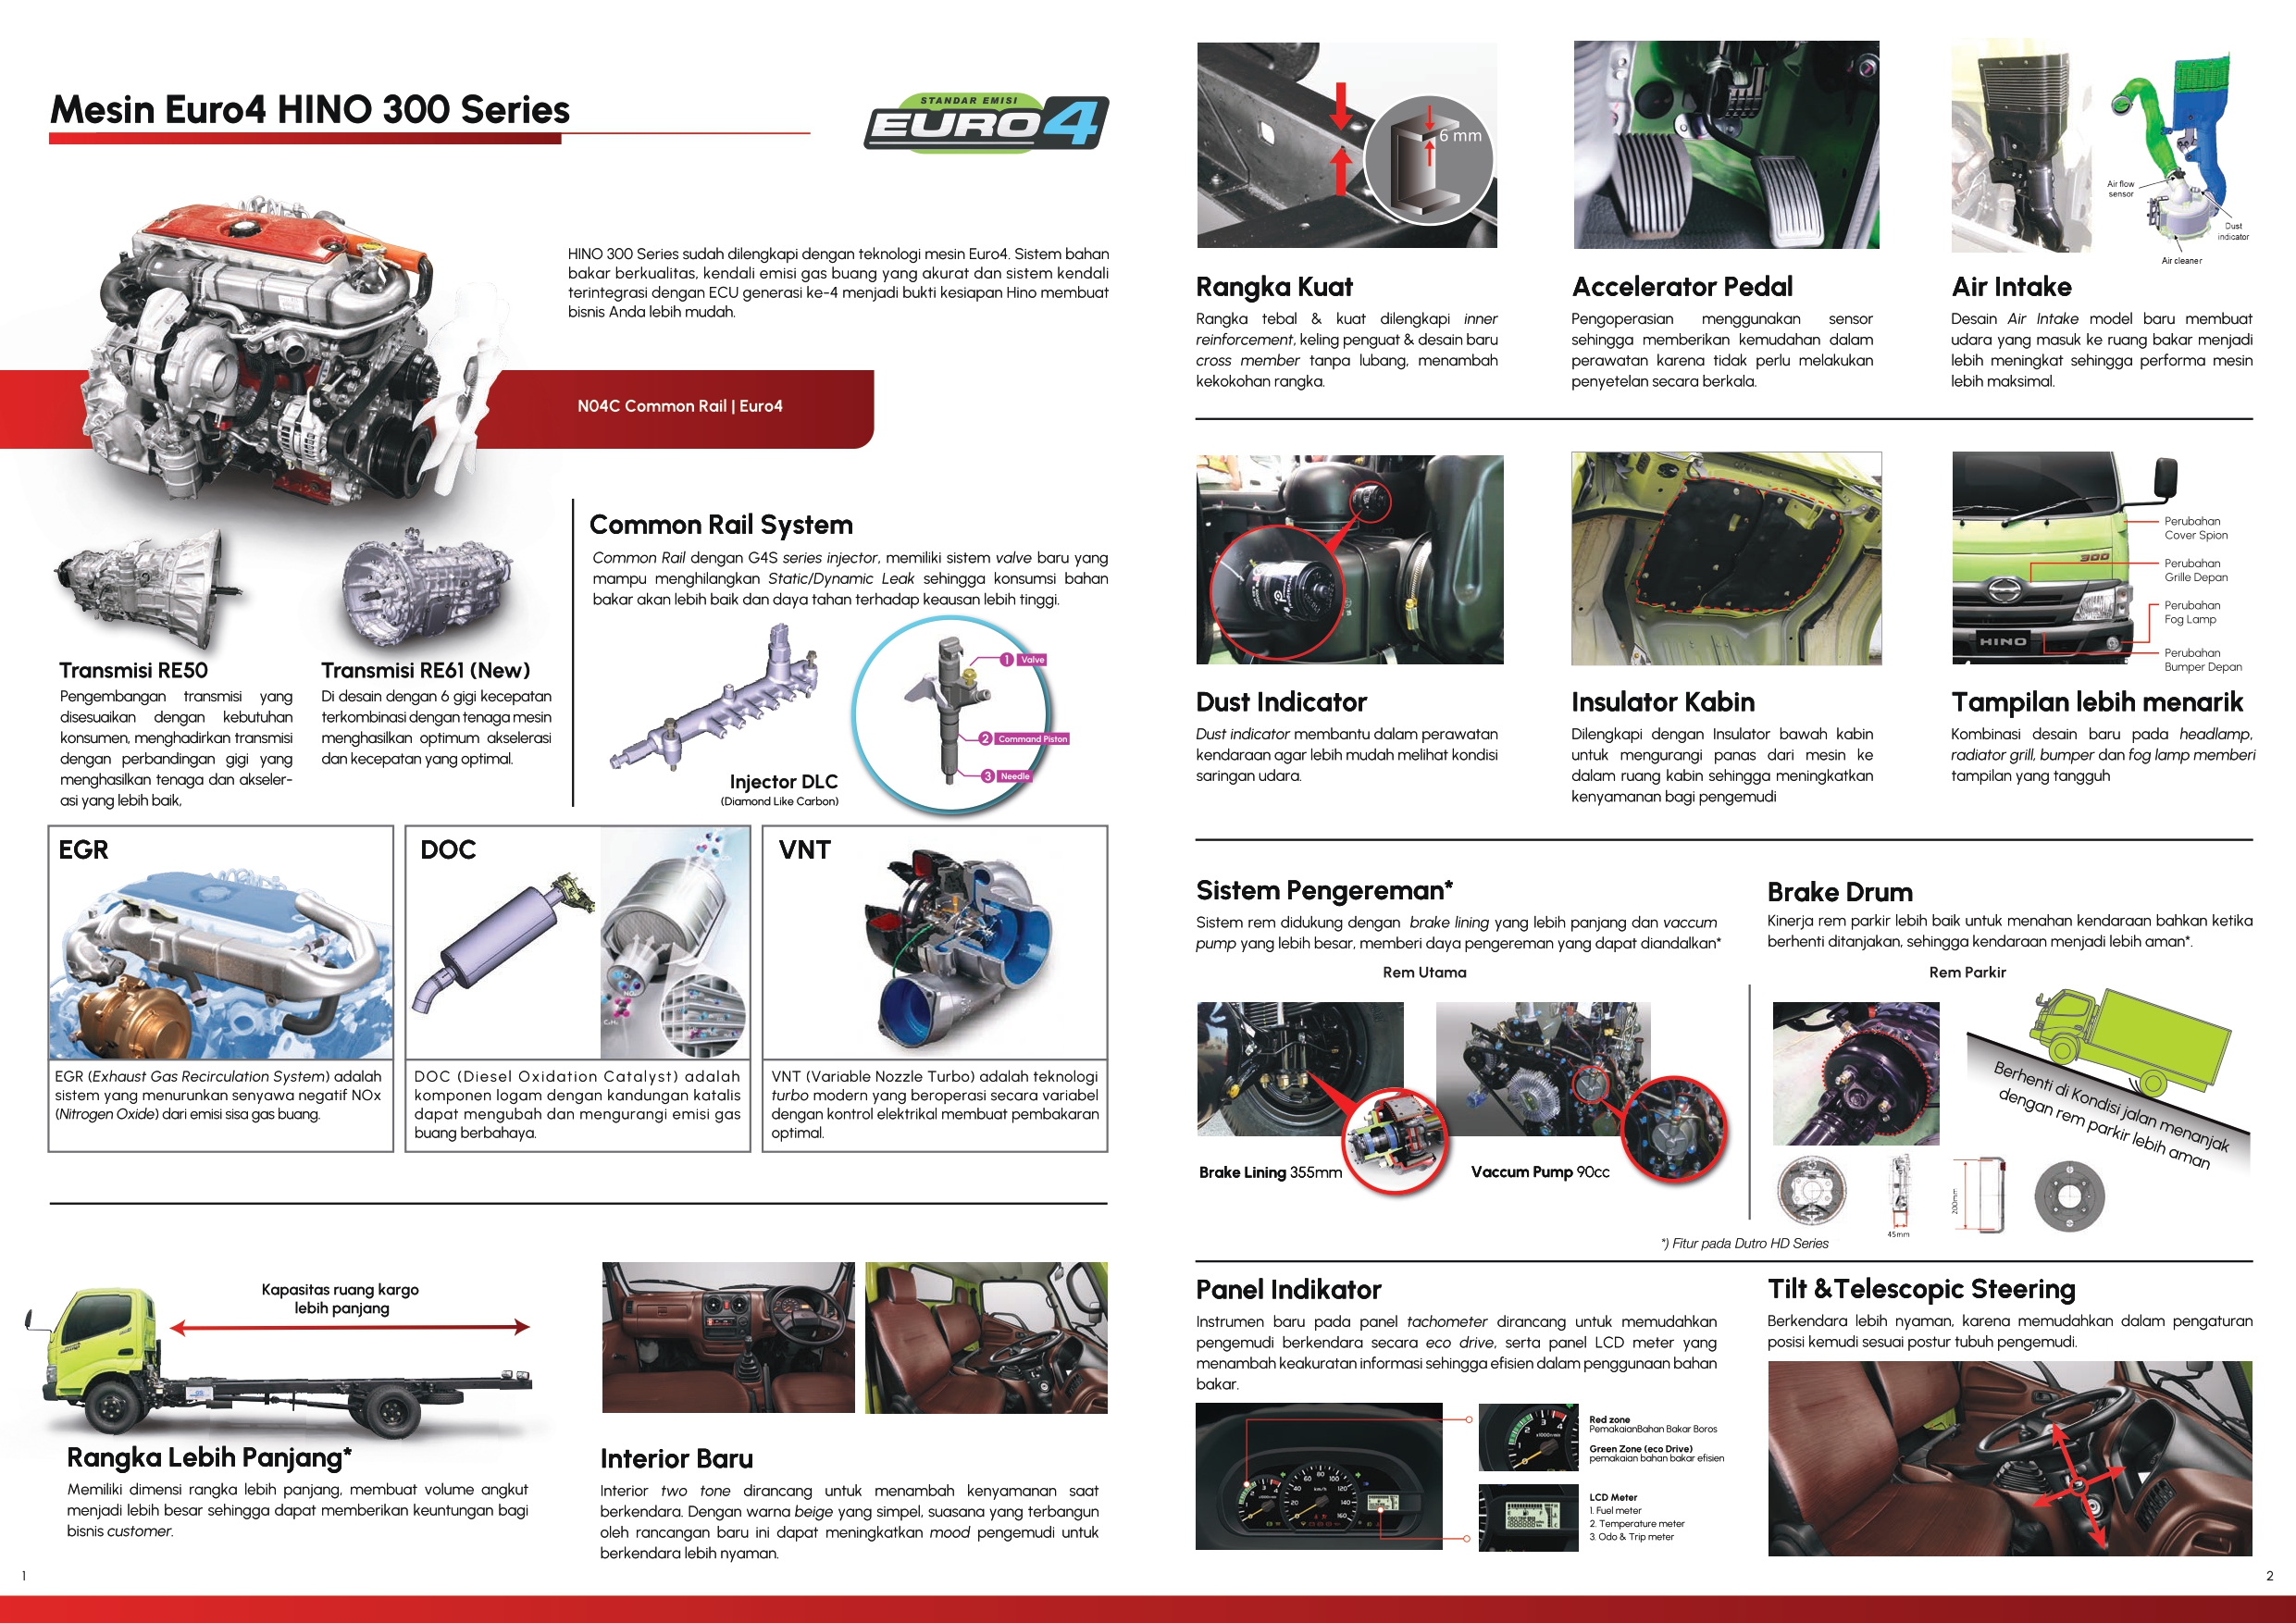 Mesin Euro4 HINO 300 Series
STANDAR EMISI
EURO4
HINO 300 Series sudah dilengkapi dengan teknologi mesin Euro4. Sistem bahan
bakar berkualitas, kendali emisi gas buang yang akurat dan sistem kendali
terintegrasi dengan ECU generasi ke-4 menjadi bukti kesiapan Hino membuat
bisnis Anda lebih mudah.
N04C Common Rail | Euro4
Transmisi RE50
Pengembangan transmisi yang
disesuaikan dengan kebutuhan
konsumen, menghadirkan transmisi
dengan perbandingan gigi yang
menghasilkan tenaga dan akseler-
asi yang lebih baik,
Transmisi RE61 (New)
Di desain dengan 6 gigi kecepatan
terkombinasi dengan tenaga mesin
menghasilkan optimum akselerasi
dan kecepatan yang optimal.
Common Rail System
Common Rail dengan G4S series injector, memiliki sistem valve baru yang
mampu menghilangkan Static/Dynamic Leak sehingga konsumsi bahan
bakar akan lebih baik dan daya tahan terhadap keausan lebih tinggi.
1 Valve
2 Command Piston
3 Needle
Injector DLC
(Diamond Like Carbon)
EGR
EGR (Exhaust Gas Recirculation System) adalah
sistem yang menurunkan senyawa negatif NOx
(Nitrogen Oxide) dari emisi sisa gas buang.
DOC
DOC (Diesel Oxidation Catalyst) adalah
komponen logam dengan kandungan katalis
dapat mengubah dan mengurangi emisi gas
buang berbahaya.
VNT
VNT (Variable Nozzle Turbo) adalah teknologi
turbo modern yang beroperasi secara variabel
dengan kontrol elektrikal membuat pembakaran
optimal.
Kapasitas ruang kargo
lebih panjang
Rangka Lebih Panjang*
Memiliki dimensi rangka lebih panjang, membuat volume angkut
menjadi lebih besar sehingga dapat memberikan keuntungan bagi
bisnis customer.
Interior Baru
Interior two tone dirancang untuk menambah kenyamanan saat
berkendara. Dengan warna beige yang simpel, suasana yang terbangun
oleh rancangan baru ini dapat meningkatkan mood pengemudi untuk
berkendara lebih nyaman.
1
6 mm
Rangka Kuat
Rangka tebal & kuat dilengkapi inner
reinforcement, keling penguat & desain baru
cross member tanpa lubang, menambah
kekokohan rangka.
Accelerator Pedal
Pengoperasian menggunakan sensor
sehingga memberikan kemudahan dalam
perawatan karena tidak perlu melakukan
penyetelan secara berkala.
Air flow
sensor
Dust
indicator
Air cleaner
Air Intake
Desain Air Intake model baru membuat
udara yang masuk ke ruang bakar menjadi
lebih meningkat sehingga performa mesin
lebih maksimal.
Dust Indicator
Dust indicator membantu dalam perawatan
kendaraan agar lebih mudah melihat kondisi
saringan udara.
Insulator Kabin
Dilengkapi dengan Insulator bawah kabin
untuk mengurangi panas dari mesin ke
dalam ruang kabin sehingga meningkatkan
kenyamanan bagi pengemudi
300
HINO
Perubahan
Cover Spion
Perubahan
Grille Depan
Perubahan
Fog Lamp
Perubahan
Bumper Depan
Tampilan lebih menarik
Kombinasi desain baru pada headlamp,
radiator grill, bumper dan fog lamp memberi
tampilan yang tangguh
Sistem Pengereman*
Sistem rem didukung dengan brake lining yang lebih panjang dan vaccum
pump yang lebih besar, memberi daya pengereman yang dapat diandalkan*
Rem Utama
Brake Lining 355mm
Vaccum Pump 90cc
Brake Drum
Kinerja rem parkir lebih baik untuk menahan kendaraan bahkan ketika
berhenti ditanjakan, sehingga kendaraan menjadi lebih aman*.
Rem Parkir
Berhenti di Kondisi jalan menanjak
dengan rem parkir lebih aman
45mm
200mm
*) Fitur pada Dutro HD Series
Panel Indikator
Instrumen baru pada panel tachometer dirancang untuk memudahkan
pengemudi berkendara secara eco drive, serta panel LCD meter yang
menambah keakuratan informasi sehingga efisien dalam penggunaan bahan
bakar.
Red zone
PemakaianBahan Bakar Boros
Green Zone (eco Drive)
pemakaian bahan bakar efisien
LCD Meter
1. Fuel meter
2. Temperature meter
3. Odo & Trip meter
Tilt &Telescopic Steering
Berkendara lebih nyaman, karena memudahkan dalam pengaturan
posisi kemudi sesuai postur tubuh pengemudi.
2